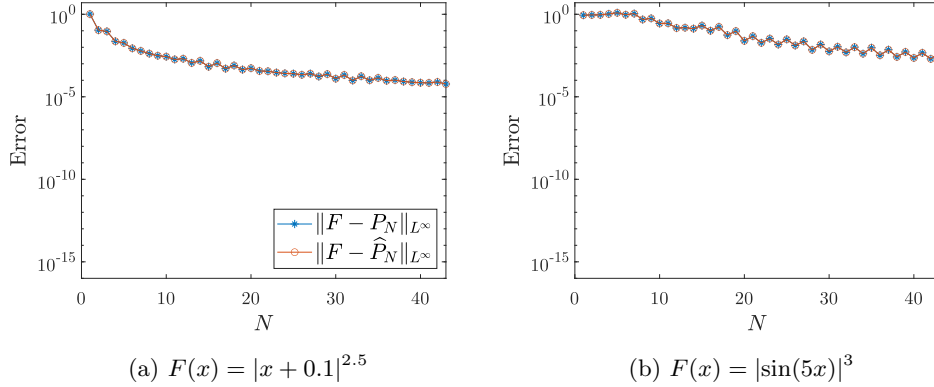 10^0
10^-5
10^-10
10^-15
Error
0 10 20 30 40
N
‖F − P_N‖_{L^∞}
‖F − \widehat{P}_N‖_{L^∞}
(a) F(x) = |x + 0.1|^{2.5}
10^0
10^-5
10^-10
10^-15
Error
0 10 20 30 40
N
(b) F(x) = |sin(5x)|^3